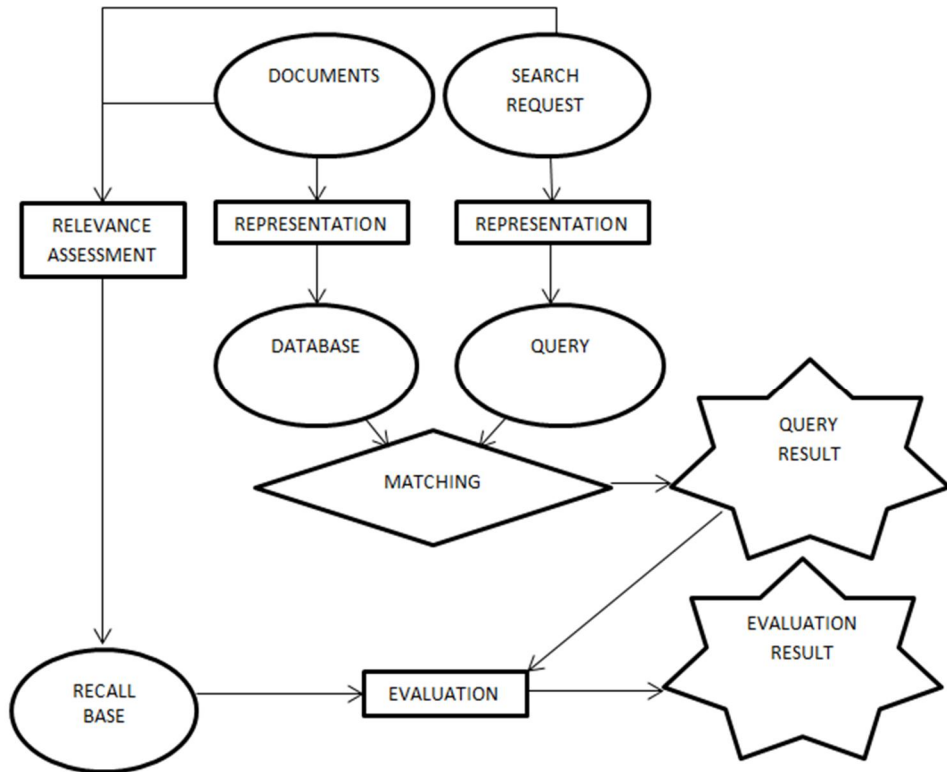 DOCUMENTS
SEARCH
REQUEST
RELEVANCE
ASSESSMENT
REPRESENTATION
REPRESENTATION
DATABASE
QUERY
QUERY
RESULT
MATCHING
EVALUATION
RESULT
RECALL
BASE
EVALUATION